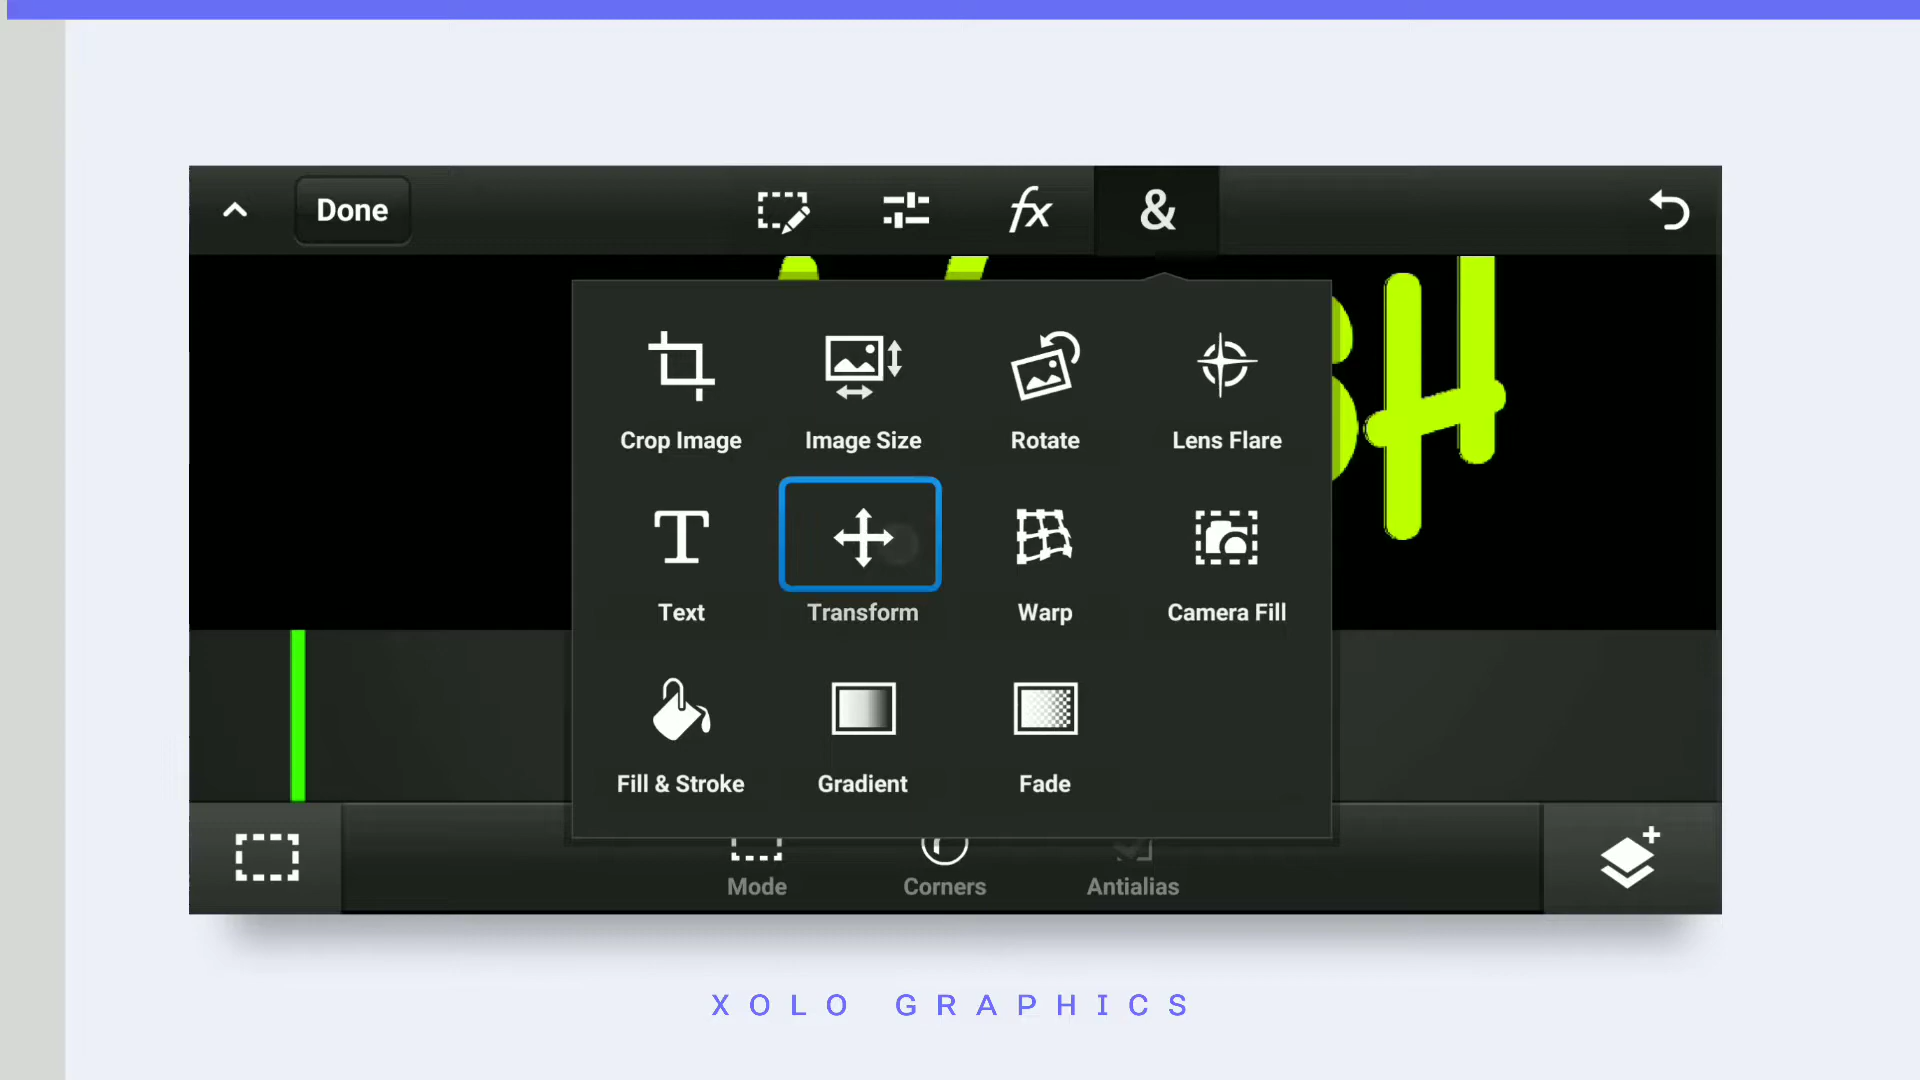 Done
fx
&
H
Crop Image
Image Size
Rotate
Lens Flare
Text
Transform
Warp
Camera Fill
Fill & Stroke
Gradient
Fade
Mode
Corners
Antialias
XOLO GRAPHICS